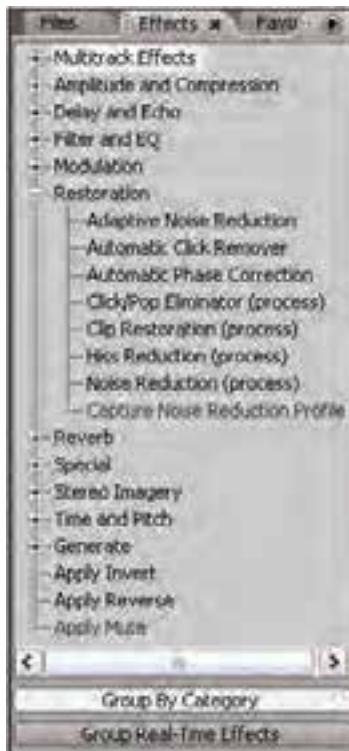 Files Effects x Favo
Multitrack Effects
Amplitude and Compression
Delay and Echo
Filter and EQ
Modulation
Restoration
Adaptive Noise Reduction
Automatic Click Remover
Automatic Phase Correction
Click/Pop Eliminator (process)
Clip Restoration (process)
Hiss Reduction (process)
Noise Reduction (process)
Capture Noise Reduction Profile
Reverb
Special
Stereo Imagery
Time and Pitch
Generate
Apply Invert
Apply Reverse
Apply Mute
Group By Category
Group Real-Time Effects